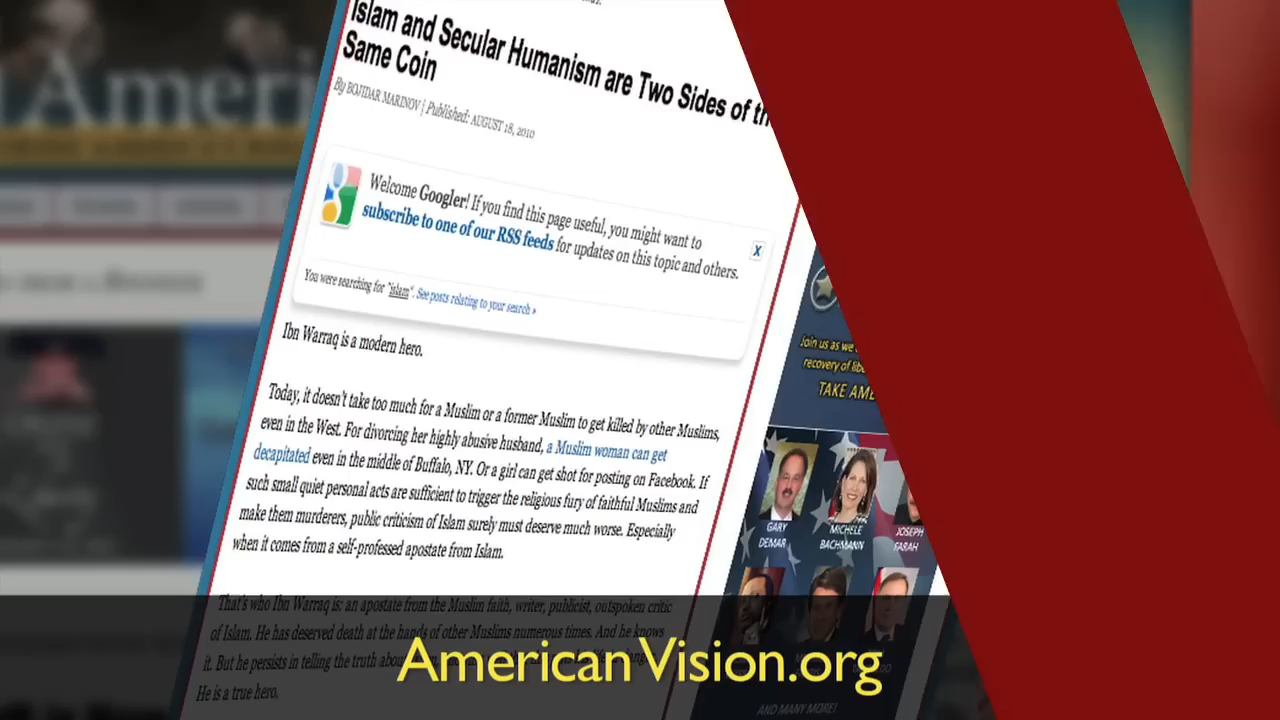 Ameri
Islam and Secular Humanism are Two Sides of th
Same Coin
By BOJIDAR MARINOV | Published: AUGUST 18, 2010
Welcome Googler! If you find this page useful, you might want to
subscribe to one of our RSS feeds for updates on this topic and others.
X
You were searching for "islam". See posts relating to your search »
Ibn Warraq is a modern hero.
Today, it doesn't take too much for a Muslim or a former Muslim to get killed by other Muslims,
even in the West. For divorcing her highly abusive husband, a Muslim woman can get
decapitated even in the middle of Buffalo, NY. Or a girl can get shot for posting on Facebook. If
such small quiet personal acts are sufficient to trigger the religious fury of faithful Muslims and
make them murderers, public criticism of Islam surely must deserve much worse. Especially
when it comes from a self-professed apostate from Islam.
That's who Ibn Warraq is: an apostate from the Muslim faith, writer, publicist, outspoken critic
of Islam. He has deserved death at the hands of other Muslims numerous times. And he knows
it. But he persists in telling the truth about
He is a true hero.
Join us as we
recovery of libe
TAKE AME
GARY
DEMAR
MICHELE
BACHMANN
JOSEPH
FARAH
AND MANY MORE!
American Vision.org